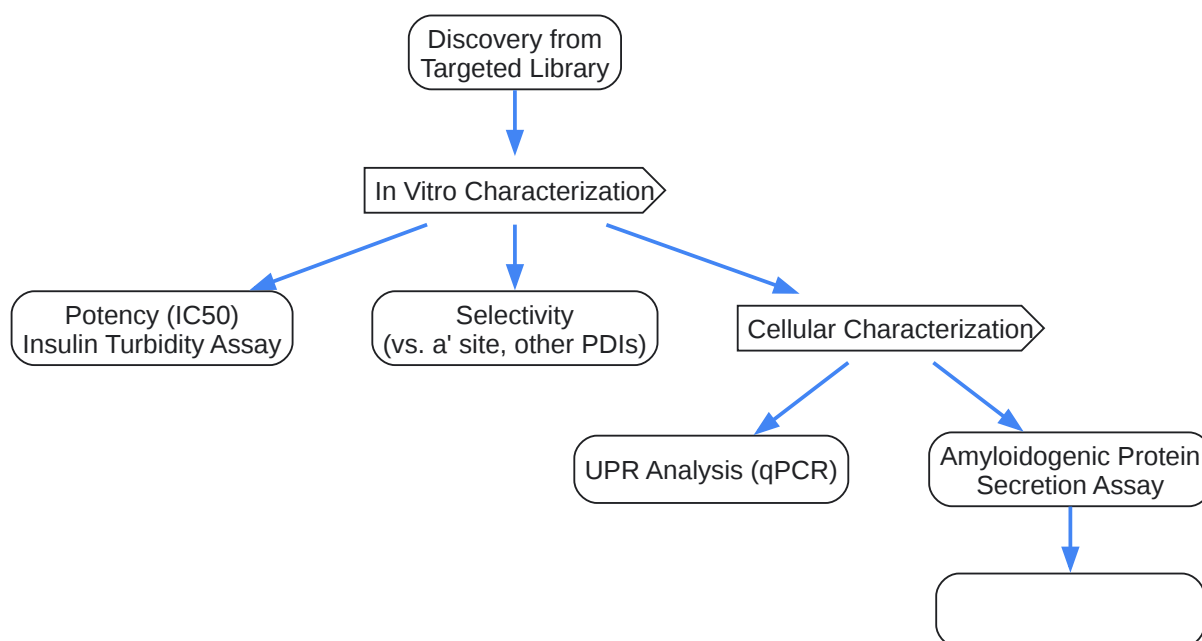 Discovery from
Targeted Library
In Vitro Characterization
Potency (IC50)
Insulin Turbidity Assay
Selectivity
(vs. a' site, other PDIs)
Cellular Characterization
UPR Analysis (qPCR)
Amyloidogenic Protein
Secretion Assay